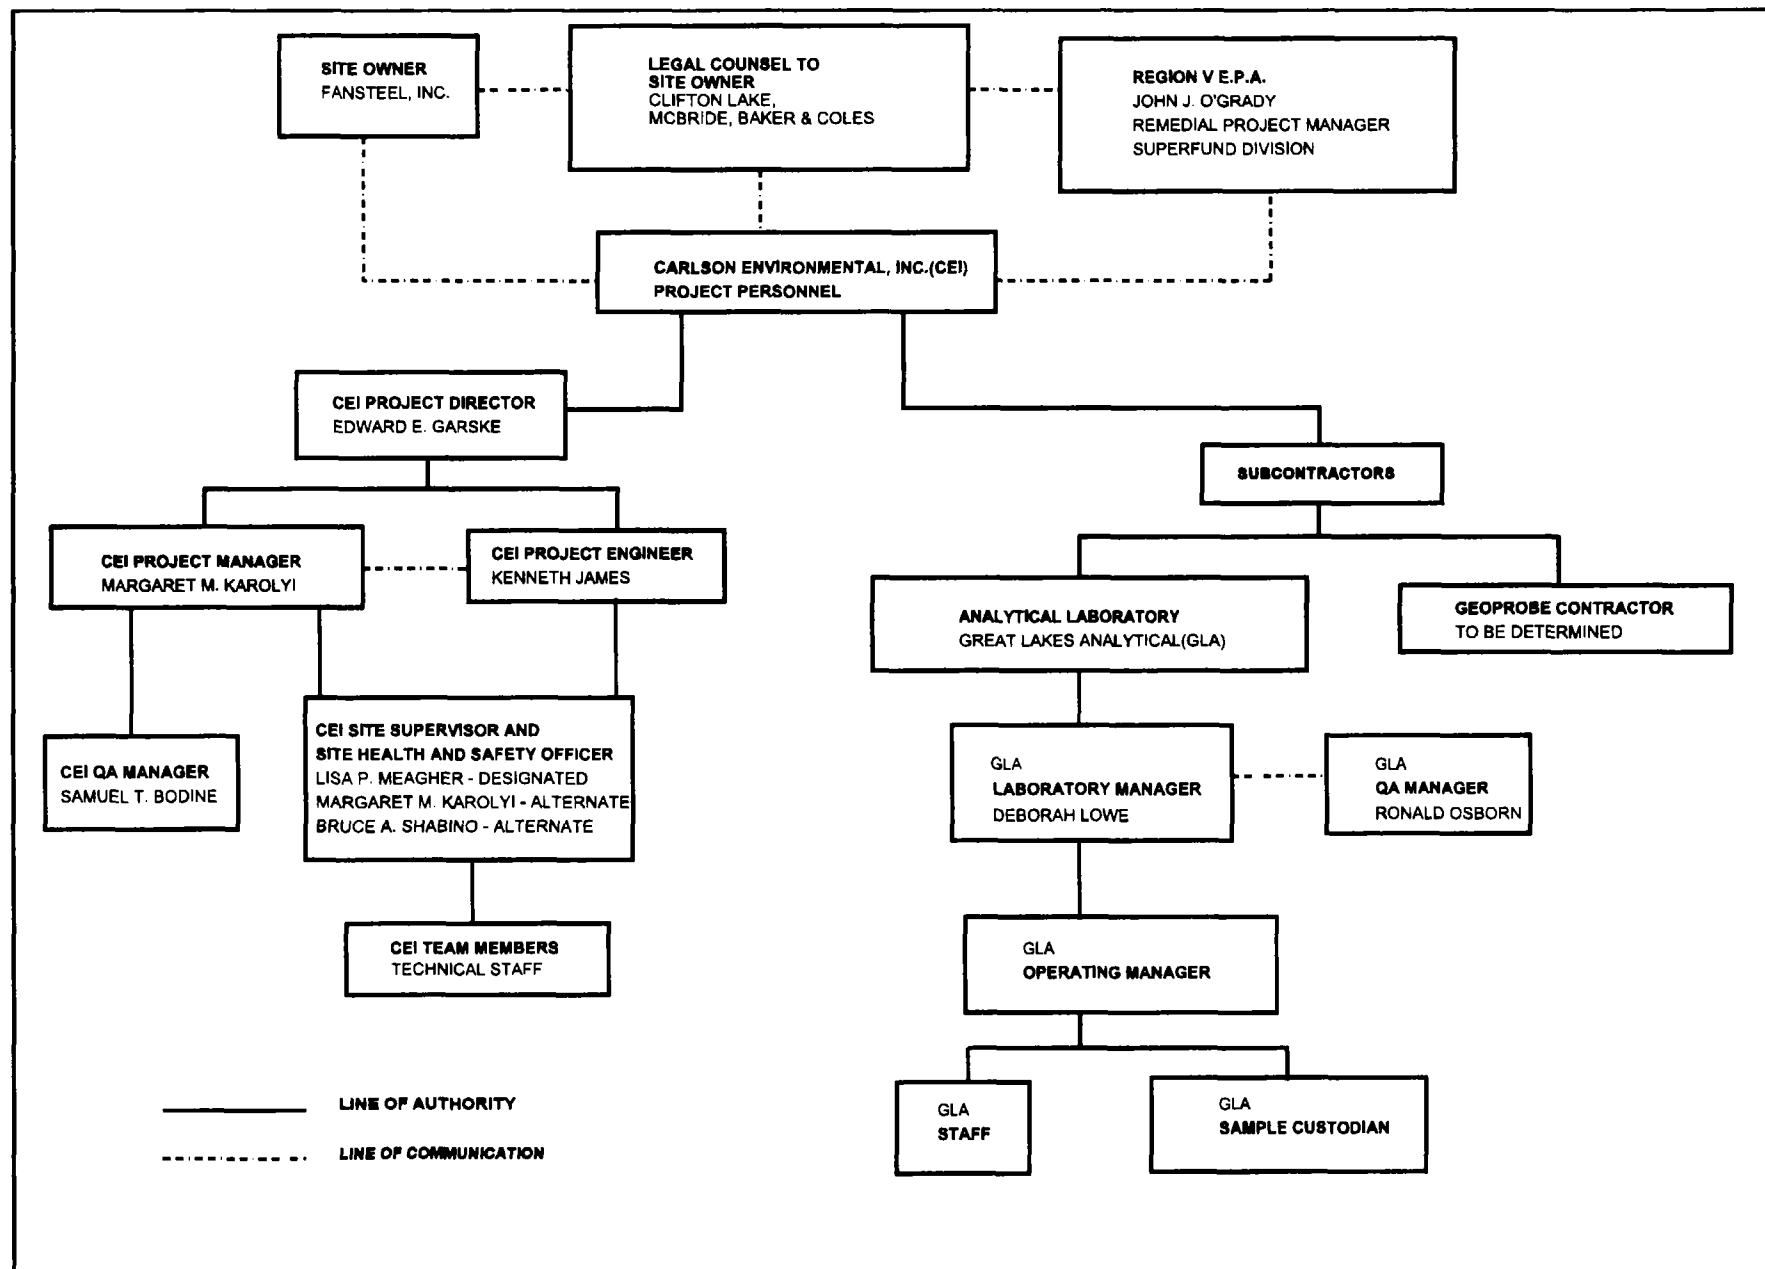 SITE OWNER
FANSTEEL, INC.
LEGAL COUNSEL TO
SITE OWNER
CLIFTON LAKE,
MCBRIDE, BAKER & COLES
REGION V E.P.A.
JOHN J. O'GRADY
REMEDIAL PROJECT MANAGER
SUPERFUND DIVISION
CARLSON ENVIRONMENTAL, INC.(CEI)
PROJECT PERSONNEL
CEI PROJECT DIRECTOR
EDWARD E. GARSKE
SUBCONTRACTORS
CEI PROJECT MANAGER
MARGARET M. KAROLYI
CEI PROJECT ENGINEER
KENNETH JAMES
ANALYTICAL LABORATORY
GREAT LAKES ANALYTICAL(GLA)
GEOPROBE CONTRACTOR
TO BE DETERMINED
CEI QA MANAGER
SAMUEL T. BODINE
CEI SITE SUPERVISOR AND
SITE HEALTH AND SAFETY OFFICER
LISA P. MEAGHER - DESIGNATED
MARGARET M. KAROLYI - ALTERNATE
BRUCE A. SHABINO - ALTERNATE
GLA
LABORATORY MANAGER
DEBORAH LOWE
GLA
QA MANAGER
RONALD OSBORN
CEI TEAM MEMBERS
TECHNICAL STAFF
GLA
OPERATING MANAGER
GLA
STAFF
GLA
SAMPLE CUSTODIAN
LINE OF AUTHORITY
LINE OF COMMUNICATION